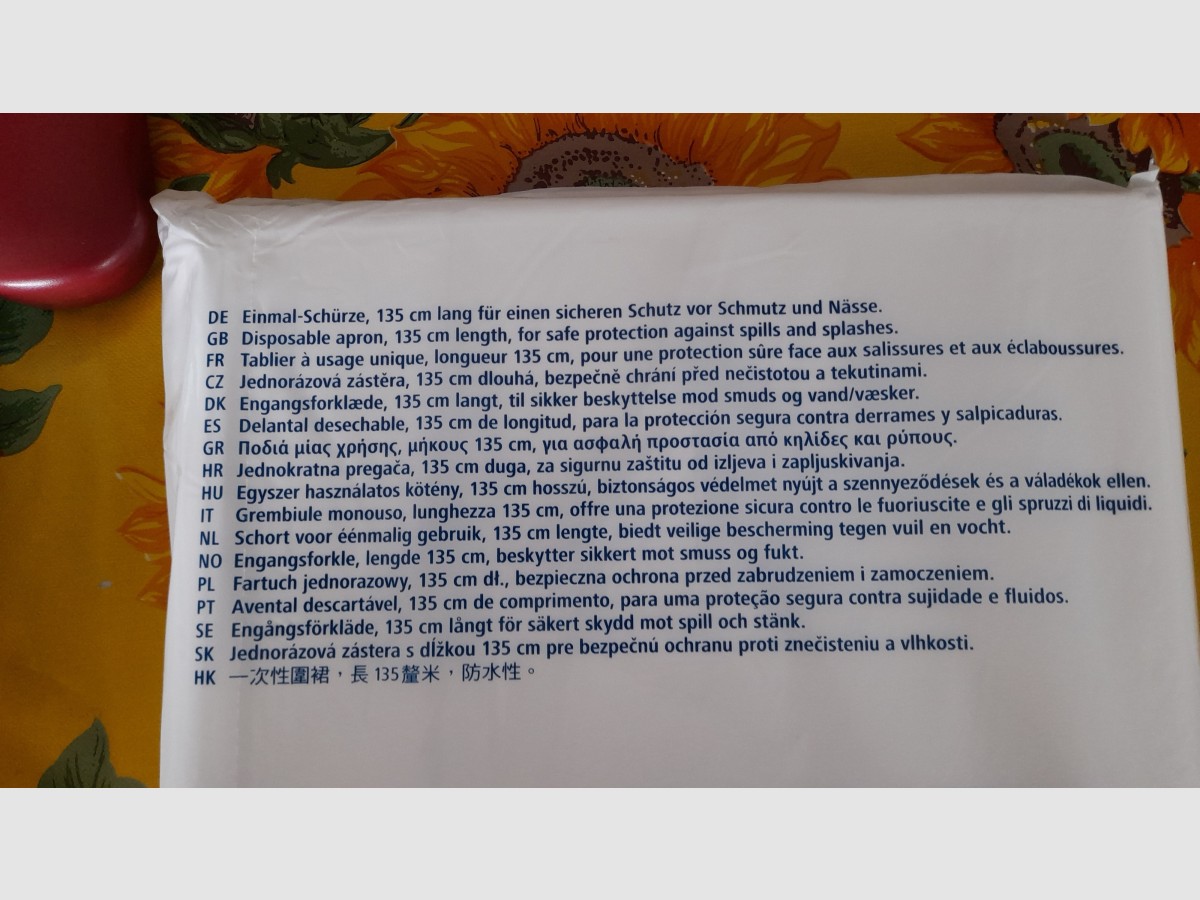 DE Einmal-Schürze, 135 cm lang für einen sicheren Schutz vor Schmutz und Nässe.
GB Disposable apron, 135 cm length, for safe protection against spills and splashes.
FR Tablier à usage unique, longueur 135 cm, pour une protection sûre face aux salissures et aux éclaboussures.
CZ Jednorázová zástěra, 135 cm dlouhá, bezpečně chrání před nečistotou a tekutinami.
DK Engangsforklæde, 135 cm langt, til sikker beskyttelse mod smuds og vand/væsker.
ES Delantal desechable, 135 cm de longitud, para la protección segura contra derrames y salpicaduras.
GR Ποδιά μίας χρήσης, μήκους 135 cm, για ασφαλή προστασία από κηλίδες και ρύπους.
HR Jednokratna pregača, 135 cm duga, za sigurnu zaštitu od izljeva i zapljuskivanja.
HU Egyszer használatos kötény, 135 cm hosszú, biztonságos védelmet nyújt a szennyeződések és a váladékok ellen.
IT Grembiule monouso, lunghezza 135 cm, offre una protezione sicura contro le fuoriuscite e gli spruzzi di liquidi.
NL Schort voor éénmalig gebruik, 135 cm lengte, biedt veilige bescherming tegen vuil en vocht.
NO Engangsforkle, lengde 135 cm, beskytter sikkert mot smuss og fukt.
PL Fartuch jednorazowy, 135 cm dł., bezpieczna ochrona przed zabrudzeniem i zamoczeniem.
PT Avental descartável, 135 cm de comprimento, para uma proteção segura contra sujidade e fluidos.
SE Engångsförkläde, 135 cm långt för säkert skydd mot spill och stänk.
SK Jednorázová zástera s dĺžkou 135 cm pre bezpečnú ochranu proti znečisteniu a vlhkosti.
HK 一次性圍裙，長 135釐米，防水性。